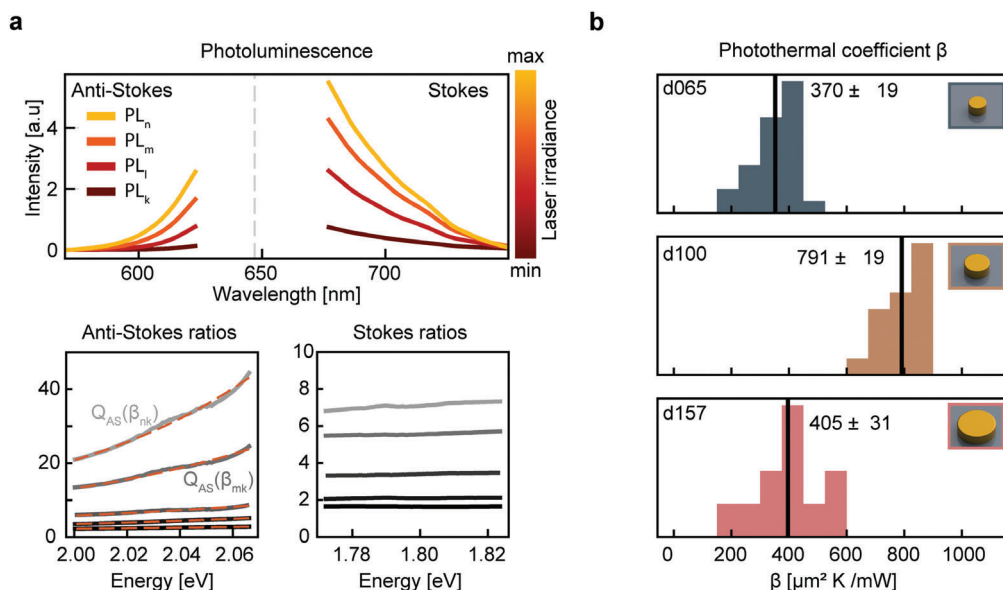 a
Photoluminescence
Anti-Stokes
Stokes
PLn
PLm
PLl
PLk
Intensity [a.u]
4
2
0
600
650
700
Wavelength [nm]
max
Laser irradiance
min
Anti-Stokes ratios
40
20
0
QAS(βnk)
QAS(βmk)
2.00
2.02
2.04
2.06
Energy [eV]
Stokes ratios
10
8
6
4
2
0
1.78
1.80
1.82
Energy [eV]
b
Photothermal coefficient β
d065
370 ± 19
d100
791 ± 19
d157
405 ± 31
0
200
400
600
800
1000
β [μm² K /mW]